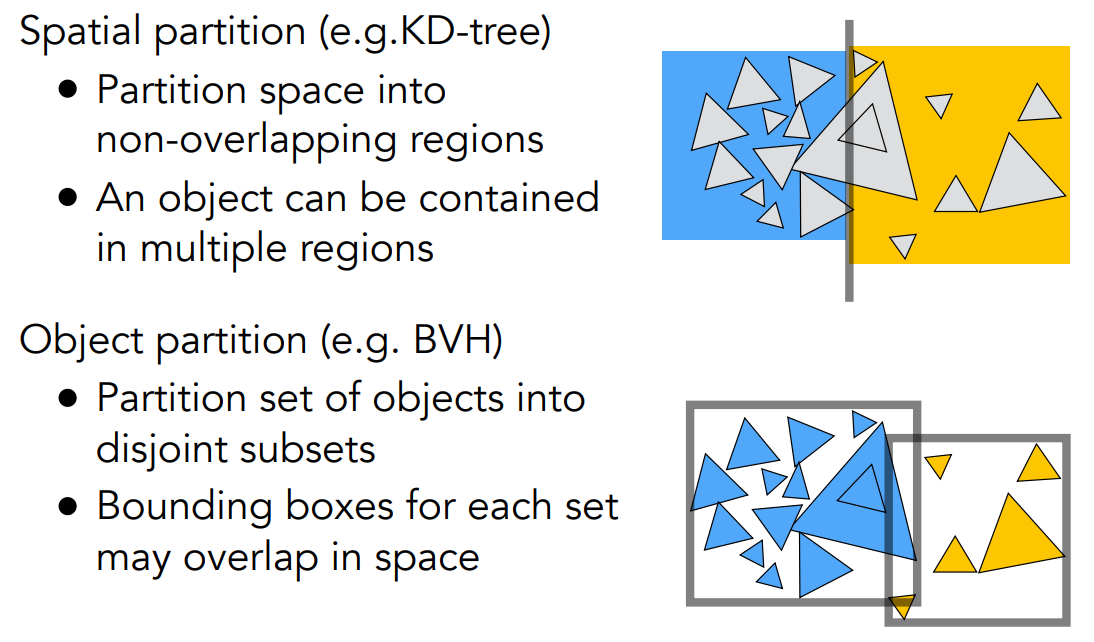 Spatial partition (e.g.KD-tree)
● Partition space into
non-overlapping regions
● An object can be contained
in multiple regions
Object partition (e.g. BVH)
● Partition set of objects into
disjoint subsets
● Bounding boxes for each set
may overlap in space